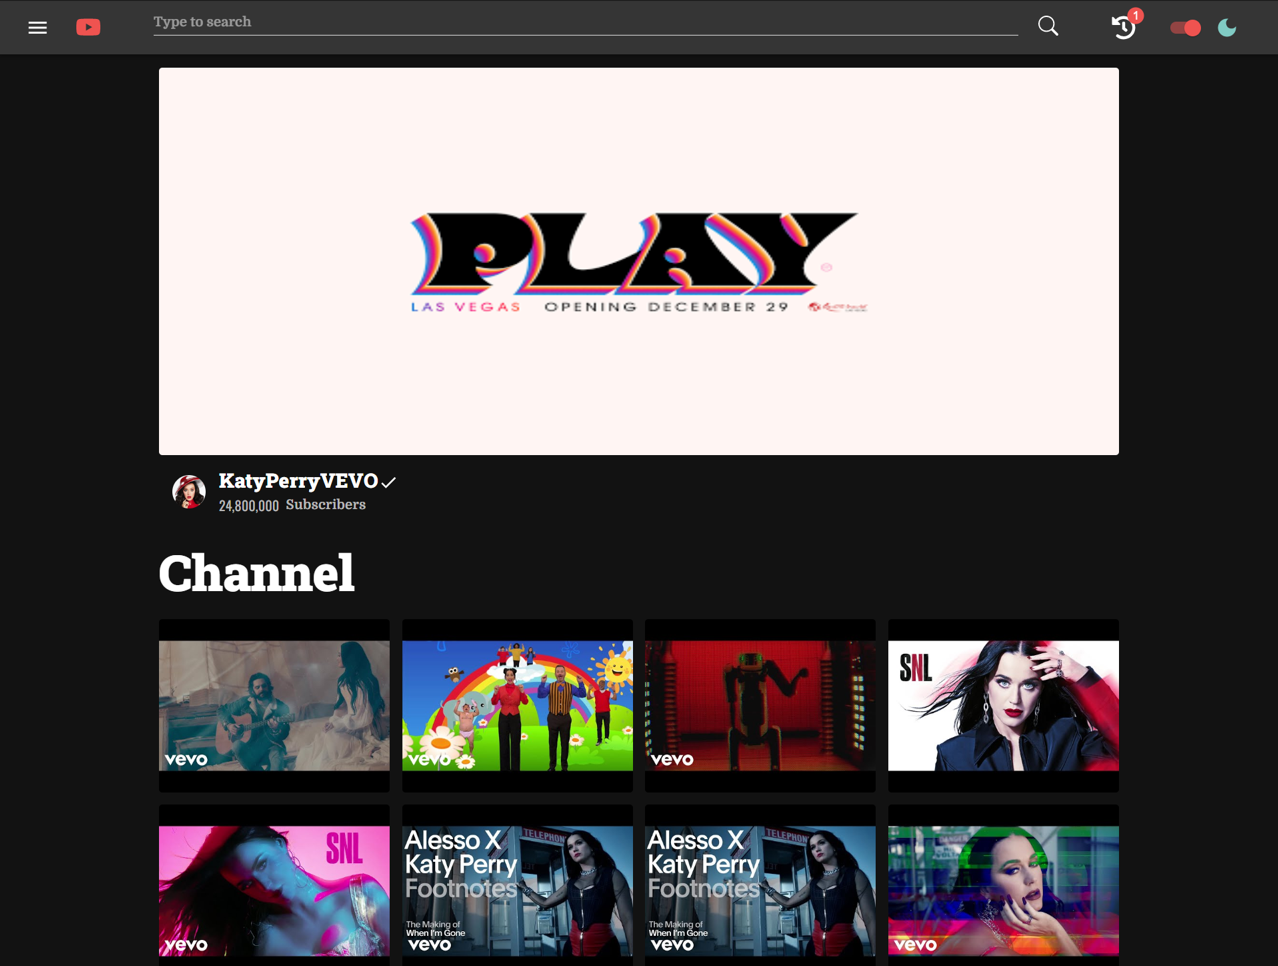 Type to search
1
PLAY
LAS VEGAS OPENING DECEMBER 29
KatyPerryVEVO
24,800,000 Subscribers
Channel
vevo
vevo
vevo
SNL
SNL
vevo
TELEPHON
Alesso X
Katy Perry
Footnotes
The Making of
When I'm Gone
vevo
TELEPHON
Alesso X
Katy Perry
Footnotes
The Making of
When I'm Gone
vevo
vevo